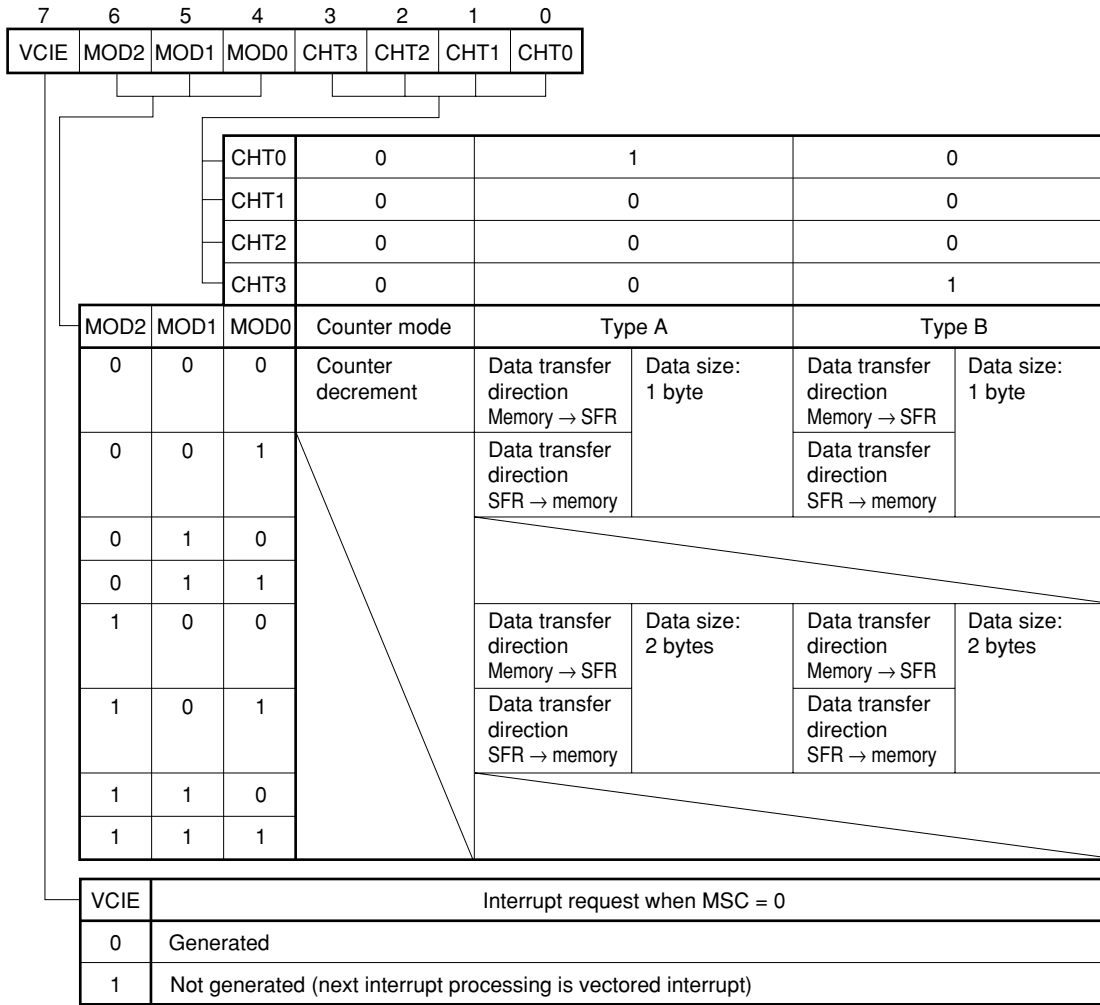 7 6 5 4 3 2 1 0
VCIE MOD2 MOD1 MOD0 CHT3 CHT2 CHT1 CHT0
CHT0 0 1 0
CHT1 0 0 0
CHT2 0 0 0
CHT3 0 0 1
MOD2 MOD1 MOD0 Counter mode Type A Type B
0 0 0 Counter Data transfer Data size: Data transfer Data size:
decrement direction 1 byte direction 1 byte
Memory → SFR Memory → SFR
0 0 1 Data transfer Data transfer
direction direction
SFR → memory SFR → memory
0 1 0
0 1 1
1 0 0 Data transfer Data size: Data transfer Data size:
direction 2 bytes direction 2 bytes
Memory → SFR Memory → SFR
1 0 1 Data transfer Data transfer
direction direction
SFR → memory SFR → memory
1 1 0
1 1 1
VCIE Interrupt request when MSC = 0
0 Generated
1 Not generated (next interrupt processing is vectored interrupt)